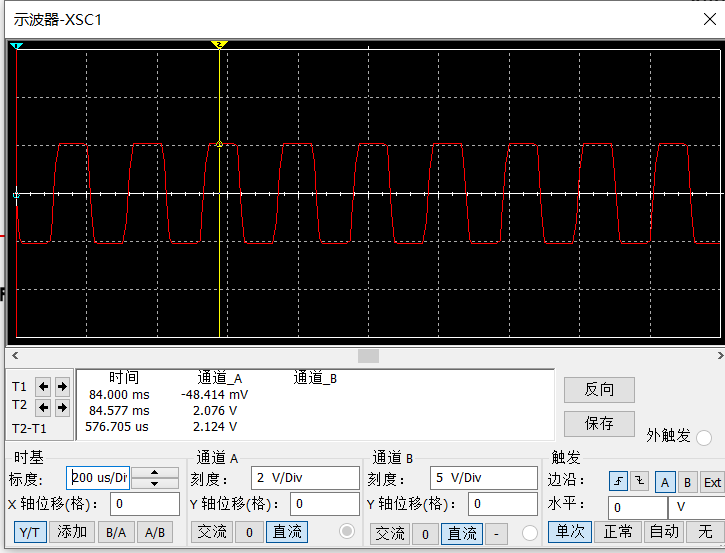 示波器-XSC1
1
2
时间 通道_A 通道_B
T1 84.000 ms -48.414 mV
T2 84.577 ms 2.076 V
T2-T1 576.705 us 2.124 V
反向
保存
外触发
时基 通道 A 通道 B 触发
标度: 200 us/Di 刻度: 2 V/Div 刻度: 5 V/Div 边沿: A B Ext
X 轴位移(格): 0 Y 轴位移(格): 0 Y 轴位移(格): 0 水平: 0 V
Y/T 添加 B/A A/B 交流 0 直流 交流 0 直流 - 单次 正常 自动 无